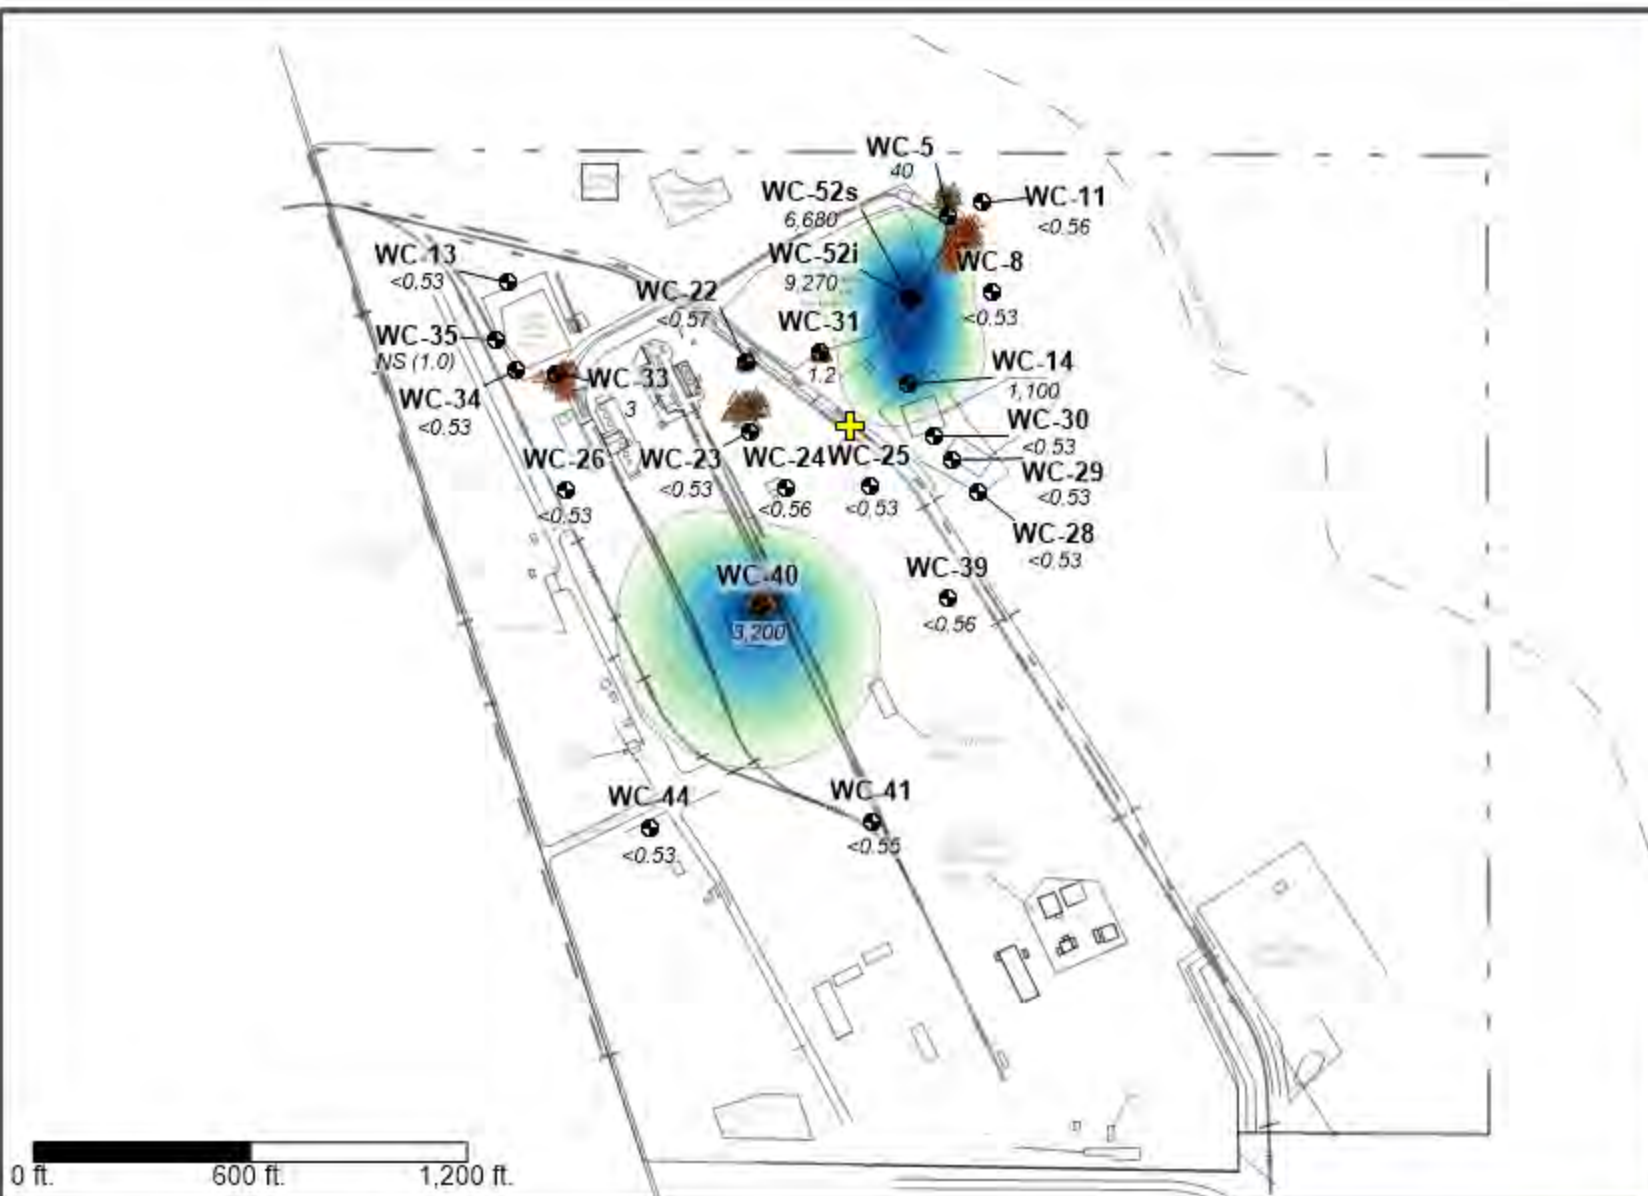 WC-5
40
WC-52s
6,680
WC-11
<0.56
WC-13
<0.53
WC-52i
9,270
WC-8
<0.53
WC-22
<0.57
WC-31
1.2
WC-35
NS (1.0)
WC-14
1,100
WC-33
3
WC-34
<0.53
WC-30
<0.53
WC-26
<0.53
WC-23
<0.53
WC-24
<0.56
WC-25
<0.53
WC-29
<0.53
WC-28
<0.53
WC-40
3,200
WC-39
<0.56
WC-44
<0.53
WC-41
<0.55
0 ft.
600 ft.
1,200 ft.